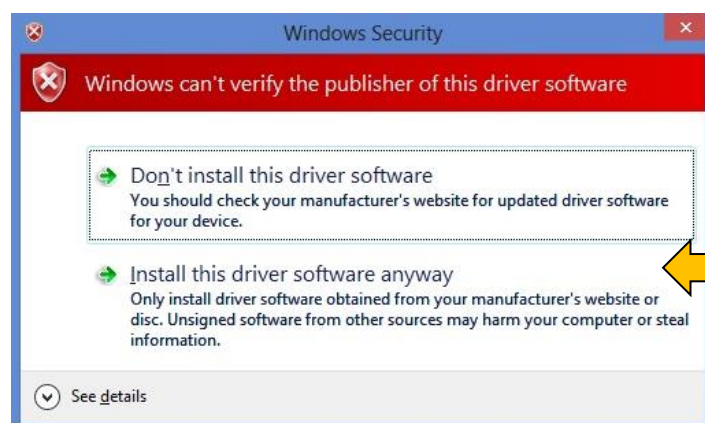 Windows Security
Windows can't verify the publisher of this driver software
Don't install this driver software
You should check your manufacturer's website for updated driver software
for your device.
Install this driver software anyway
Only install driver software obtained from your manufacturer's website or
disc. Unsigned software from other sources may harm your computer or steal
information.
See details